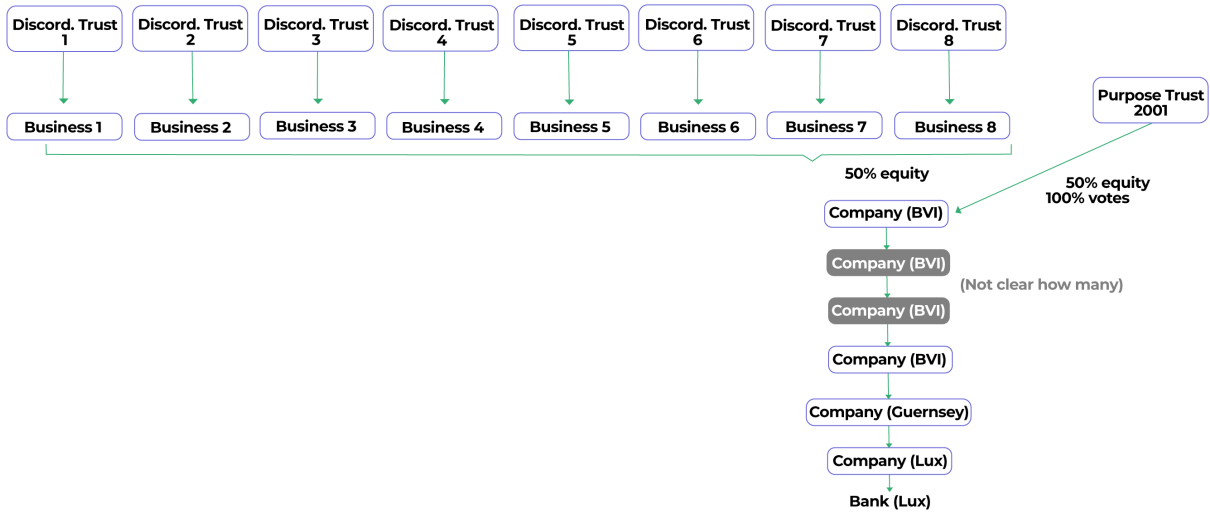 Discord. Trust
1
Discord. Trust
2
Discord. Trust
3
Discord. Trust
4
Discord. Trust
5
Discord. Trust
6
Discord. Trust
7
Discord. Trust
8
Purpose Trust
2001
Business 1
Business 2
Business 3
Business 4
Business 5
Business 6
Business 7
Business 8
50% equity
50% equity
100% votes
Company (BVI)
Company (BVI)
(Not clear how many)
Company (BVI)
Company (BVI)
Company (Guernsey)
Company (Lux)
Bank (Lux)